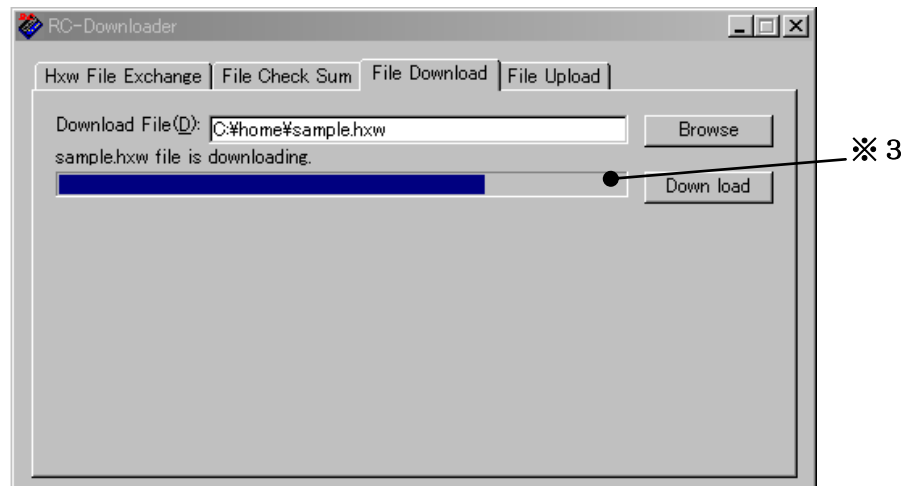 RC-Downloader
Hxw File Exchange File Check Sum File Download File Upload
Download File(D): C:¥home¥sample.hxw Browse
※3
sample.hxw file is downloading.
Down load